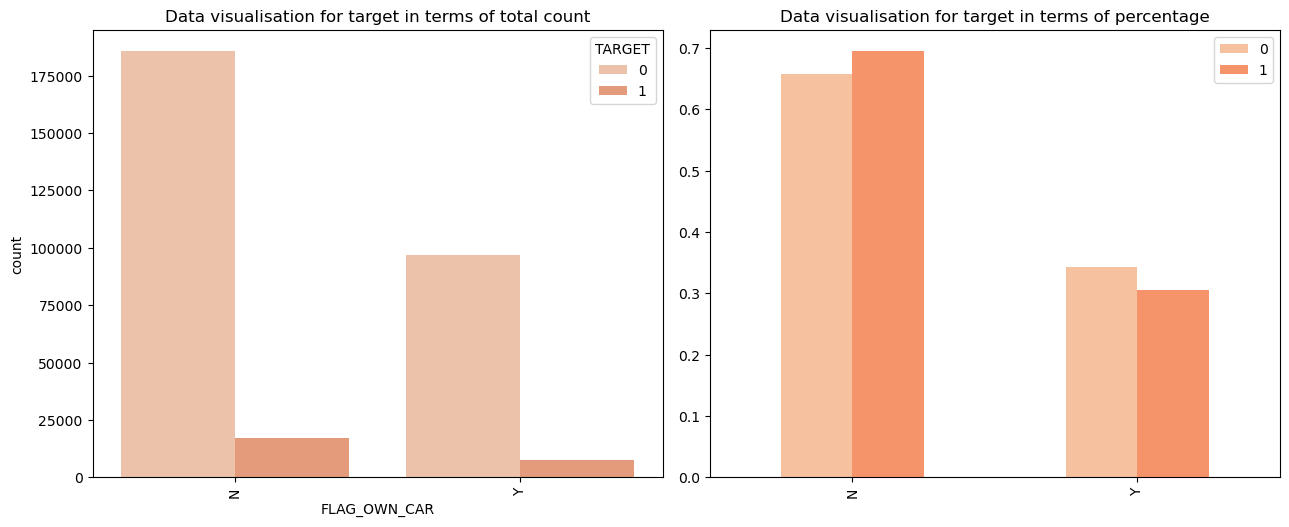 Data visualisation for target in terms of total count
TARGET
0
1
175000
150000
125000
100000
75000
50000
25000
0
count
N
Y
FLAG_OWN_CAR
Data visualisation for target in terms of percentage
0
1
0.7
0.6
0.5
0.4
0.3
0.2
0.1
0.0
N
Y